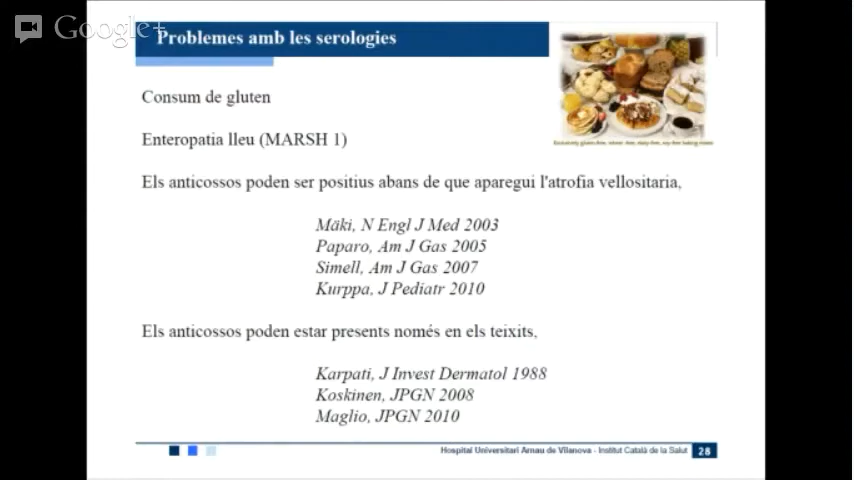 Google+
Problemes amb les serologies
Consum de gluten
Enteropatia lleu (MARSH 1)
Els anticossos poden ser positius abans de que aparegui l'atrofia vellositaria,
Mäki, N Engl J Med 2003
Paparo, Am J Gas 2005
Simell, Am J Gas 2007
Kurppa, J Pediatr 2010
Els anticossos poden estar presents només en els teixits,
Karpati, J Invest Dermatol 1988
Koskinen, JPGN 2008
Maglio, JPGN 2010
Hospital Universitari Arnau de Vilanova - Institut Català de la Salut 28